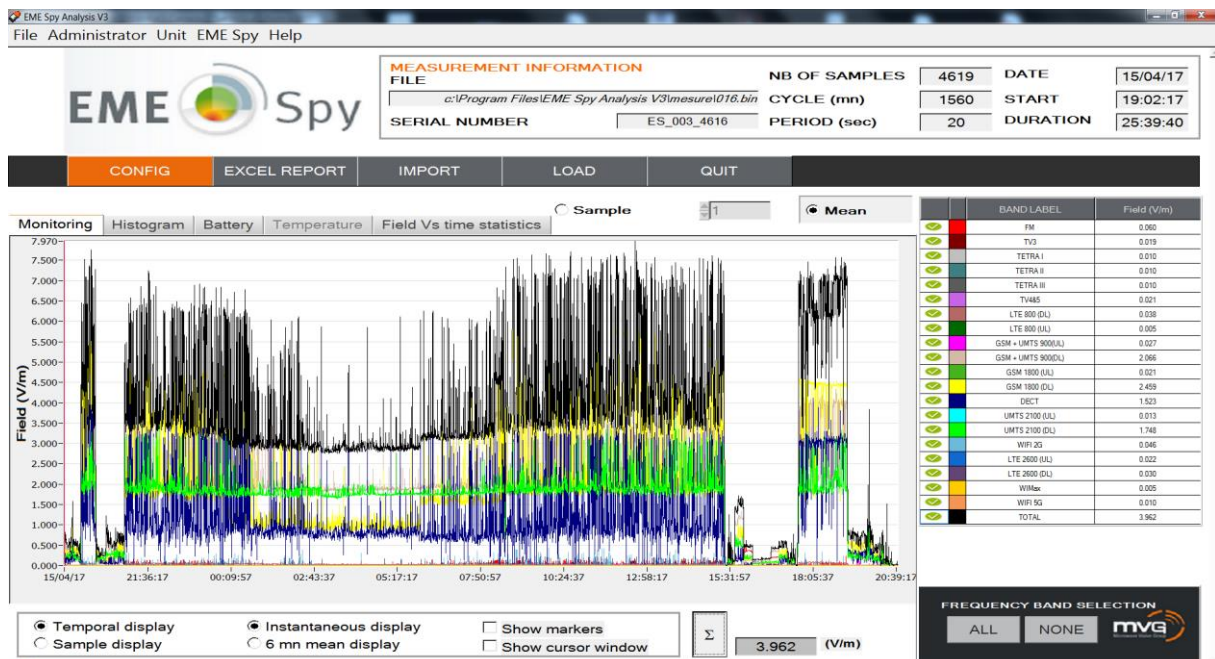 EME Spy Analysis V3
File Administrator Unit EME Spy Help
EME Spy
MEASUREMENT INFORMATION
FILE
c:\Program Files\EME Spy Analysis V3\mesure\016.bin
SERIAL NUMBER ES_003_4616
NB OF SAMPLES 4619 DATE 15/04/17
CYCLE (mn) 1560 START 19:02:17
PERIOD (sec) 20 DURATION 25:39:40
CONFIG EXCEL REPORT IMPORT LOAD QUIT
Sample 1 Mean
Monitoring Histogram Battery Temperature Field Vs time statistics
Field (V/m)
7.970
7.500
7.000
6.500
6.000
5.500
5.000
4.500
4.000
3.500
3.000
2.500
2.000
1.500
1.000
0.500
0.000
15/04/17 21:36:17 00:09:57 02:43:37 05:17:17 07:50:57 10:24:37 12:58:17 15:31:57 18:05:37 20:39:17
BAND LABEL Field (V/m)
FM 0.060
TV3 0.019
TETRA I 0.010
TETRA II 0.010
TETRA III 0.010
TV4&5 0.021
LTE 800 (DL) 0.038
LTE 800 (UL) 0.005
GSM + UMTS 900(UL) 0.027
GSM + UMTS 900(DL) 2.066
GSM 1800 (UL) 0.021
GSM 1800 (DL) 2.459
DECT 1.523
UMTS 2100 (UL) 0.013
UMTS 2100 (DL) 1.748
WIFI 2G 0.046
LTE 2600 (UL) 0.022
LTE 2600 (DL) 0.030
WIMax 0.005
WIFI 5G 0.010
TOTAL 3.962
Temporal display Instantaneous display Show markers
Sample display 6 mn mean display Show cursor window
Σ 3.962 (V/m)
FREQUENCY BAND SELECTION
ALL NONE mvg